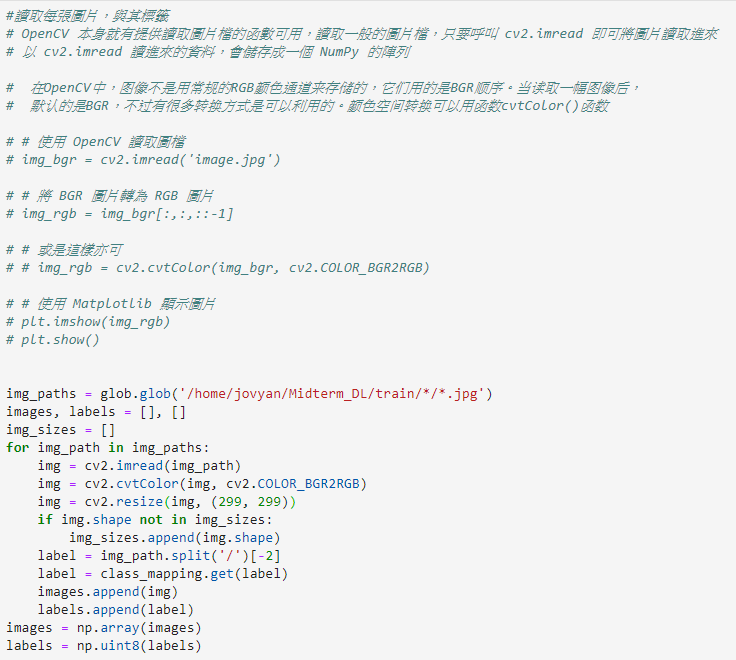 #讀取每張圖片，與其標籤
# OpenCV 本身就有提供讀取圖片檔的函數可用，讀取一般的圖片檔，只要呼叫 cv2.imread 即可將圖片讀取進來
# 以 cv2.imread 讀進來的資料，會儲存成一個 NumPy 的陣列
#  在OpenCV中，图像不是用常规的RGB颜色通道来存储的，它们用的是BGR顺序。当读取一幅图像后，
#  默认的是BGR，不过有很多转换方式是可以利用的。颜色空间转换可以用函数cvtColor()函数
# # 使用 OpenCV 讀取圖檔
# img_bgr = cv2.imread('image.jpg')
# # 將 BGR 圖片轉為 RGB 圖片
# img_rgb = img_bgr[:,:,::-1]
# # 或是這樣亦可
# # img_rgb = cv2.cvtColor(img_bgr, cv2.COLOR_BGR2RGB)
# # 使用 Matplotlib 顯示圖片
# plt.imshow(img_rgb)
# plt.show()
img_paths = glob.glob('/home/jovyan/Midterm_DL/train/*/*.jpg')
images, labels = [], []
img_sizes = []
for img_path in img_paths:
    img = cv2.imread(img_path)
    img = cv2.cvtColor(img, cv2.COLOR_BGR2RGB)
    img = cv2.resize(img, (299, 299))
    if img.shape not in img_sizes:
        img_sizes.append(img.shape)
    label = img_path.split('/')[-2]
    label = class_mapping.get(label)
    images.append(img)
    labels.append(label)
images = np.array(images)
labels = np.uint8(labels)